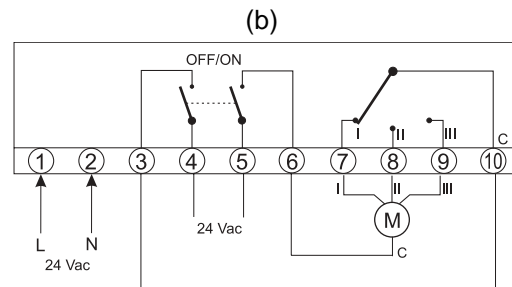 (b)
OFF/ON
I II III C
1 2 3 4 5 6 7 8 9 10
I II III
24 Vac M
L N C
24 Vac